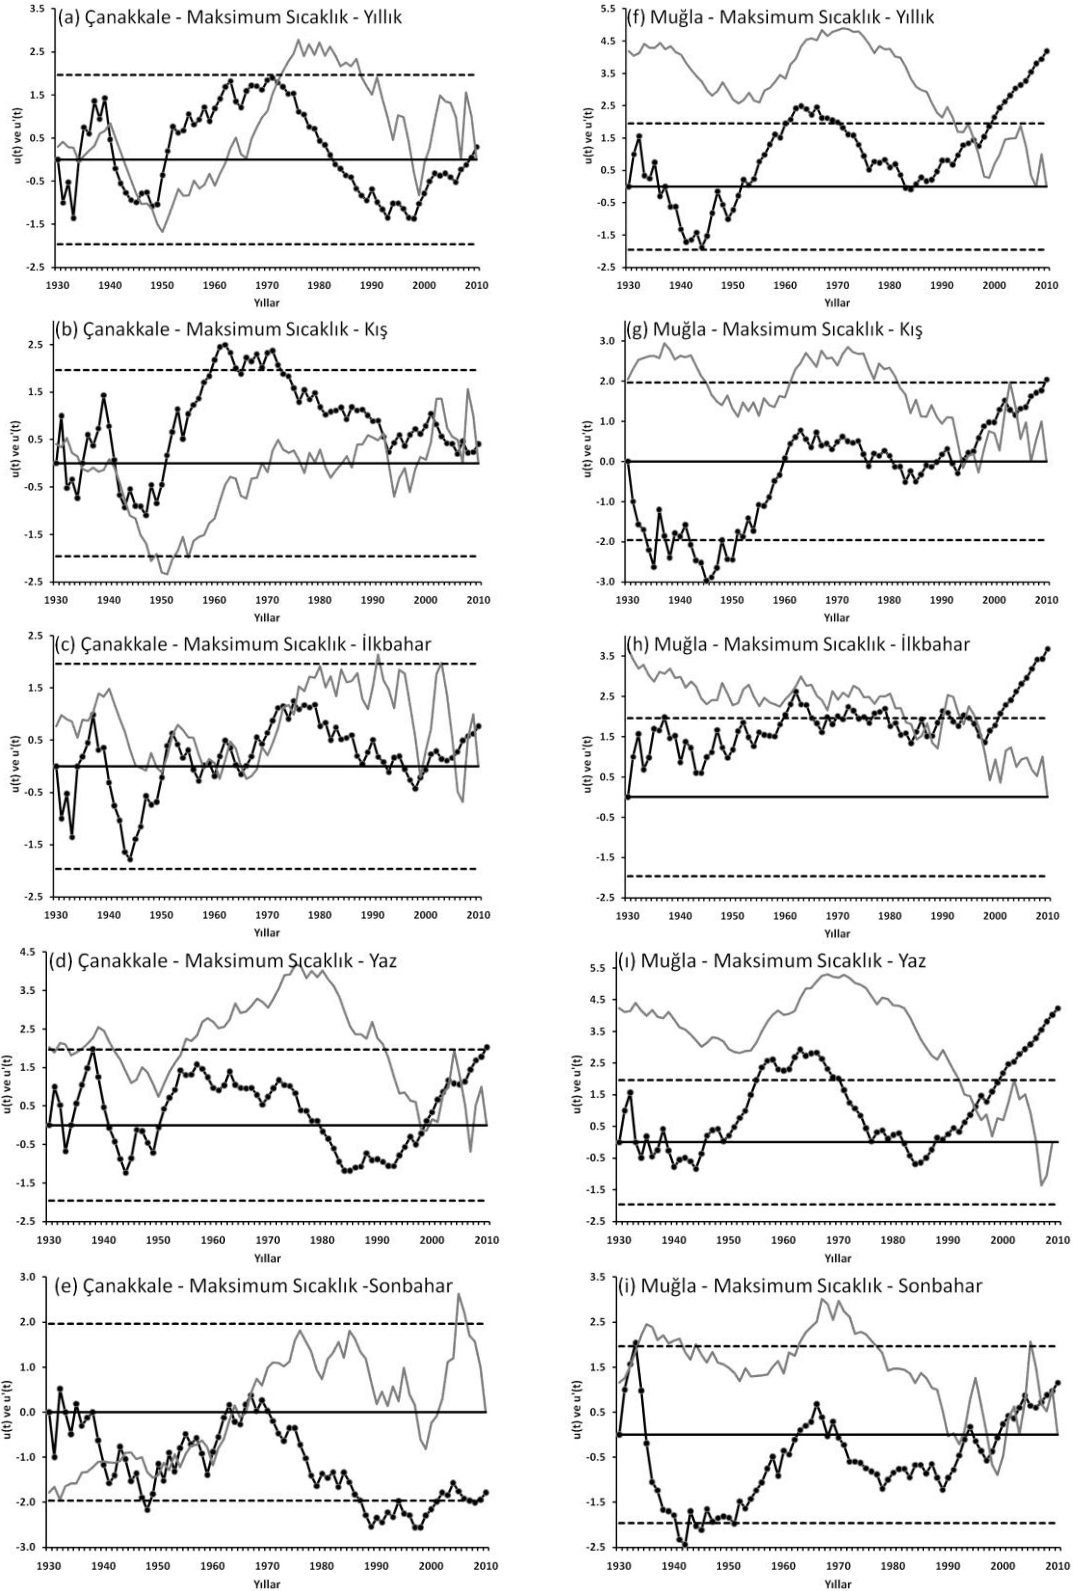 (a) Çanakkale - Maksimum Sıcaklık - Yıllık
3.5
2.5
1.5
0.5
-0.5
-1.5
-2.5
u(t) ve u'(t)
1930 1940 1950 1960 1970 1980 1990 2000 2010
Yıllar
(f) Muğla - Maksimum Sıcaklık - Yıllık
5.5
4.5
3.5
2.5
1.5
0.5
-0.5
-1.5
-2.5
u(t) ve u'(t)
1930 1940 1950 1960 1970 1980 1990 2000 2010
Yıllar
(b) Çanakkale - Maksimum Sıcaklık - Kış
2.5
1.5
0.5
-0.5
-1.5
-2.5
u(t) ve u'(t)
1930 1940 1950 1960 1970 1980 1990 2000 2010
Yıllar
(g) Muğla - Maksimum Sıcaklık - Kış
3.0
2.0
1.0
0.0
-1.0
-2.0
-3.0
u(t) ve u'(t)
1930 1940 1950 1960 1970 1980 1990 2000 2010
Yıllar
(c) Çanakkale - Maksimum Sıcaklık - İlkbahar
2.5
1.5
0.5
-0.5
-1.5
-2.5
u(t) ve u'(t)
1930 1940 1950 1960 1970 1980 1990 2000 2010
Yıllar
(h) Muğla - Maksimum Sıcaklık - İlkbahar
3.5
2.5
1.5
0.5
-0.5
-1.5
-2.5
u(t) ve u'(t)
1930 1940 1950 1960 1970 1980 1990 2000 2010
Yıllar
(d) Çanakkale - Maksimum Sıcaklık - Yaz
4.5
3.5
2.5
1.5
0.5
-0.5
-1.5
-2.5
u(t) ve u'(t)
1930 1940 1950 1960 1970 1980 1990 2000 2010
Yıllar
(ı) Muğla - Maksimum Sıcaklık - Yaz
5.5
4.5
3.5
2.5
1.5
0.5
-0.5
-1.5
-2.5
u(t) ve u'(t)
1930 1940 1950 1960 1970 1980 1990 2000 2010
Yıllar
(e) Çanakkale - Maksimum Sıcaklık -Sonbahar
3.0
2.0
1.0
0.0
-1.0
-2.0
-3.0
u(t) ve u'(t)
1930 1940 1950 1960 1970 1980 1990 2000 2010
Yıllar
(i) Muğla - Maksimum Sıcaklık - Sonbahar
3.5
2.5
1.5
0.5
-0.5
-1.5
-2.5
u(t) ve u'(t)
1930 1940 1950 1960 1970 1980 1990 2000 2010
Yıllar